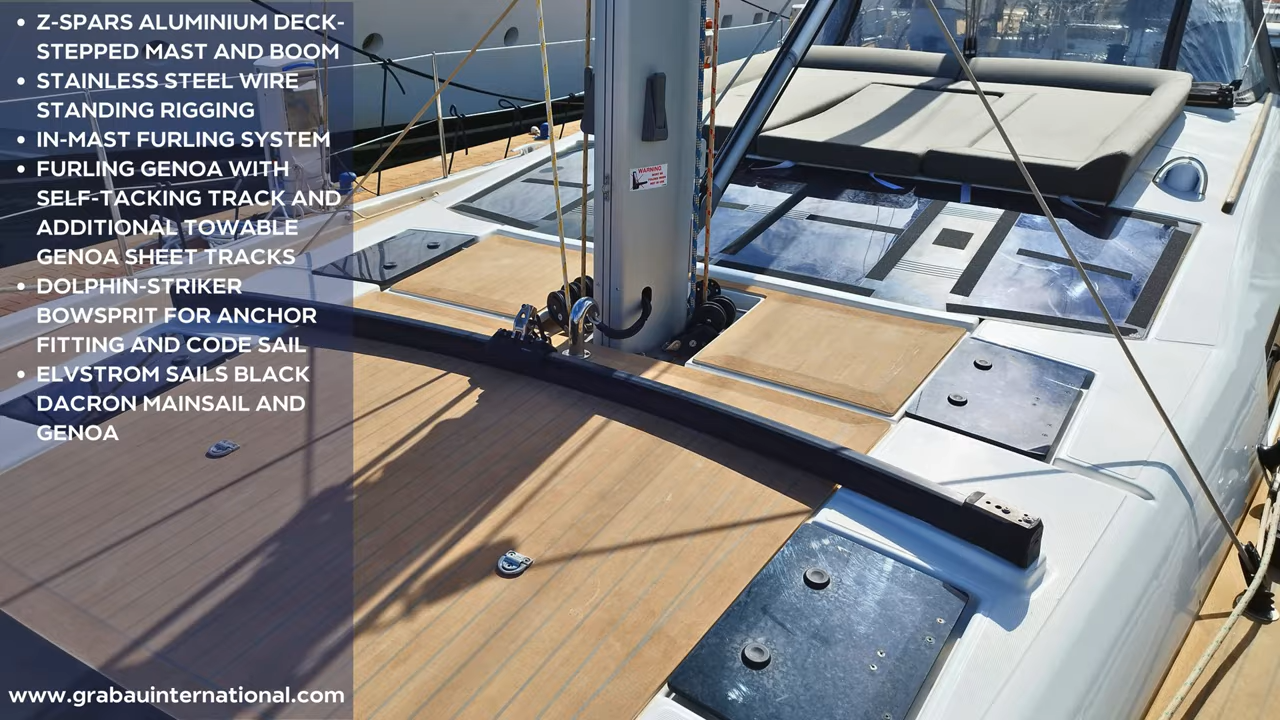 • Z-SPARS ALUMINIUM DECK-
STEPPED MAST AND BOOM
• STAINLESS STEEL WIRE
STANDING RIGGING
• IN-MAST FURLING SYSTEM
• FURLING GENOA WITH
SELF-TACKING TRACK AND
ADDITIONAL TOWABLE
GENOA SHEET TRACKS
• DOLPHIN-STRIKER
BOWSPRIT FOR ANCHOR
FITTING AND CODE SAIL
• ELVSTROM SAILS BLACK
DACRON MAINSAIL AND
GENOA
WARNING
www.grabauinternational.com